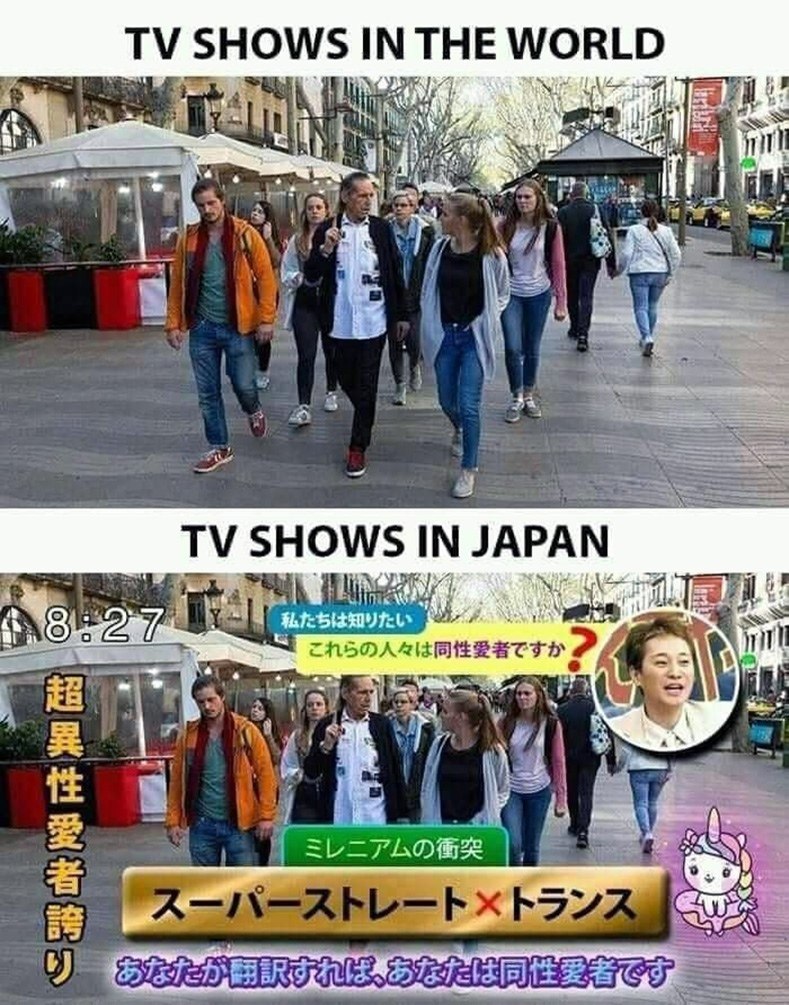 TV SHOWS IN THE WORLD
TV SHOWS IN JAPAN
8:27
私たちは知りたい
これらの人々は同性愛者ですか?
超異性愛者誇り
ミレニアムの衝突
スーパーストレート×トランス
あなたが翻訳すれば、あなたは同性愛者です